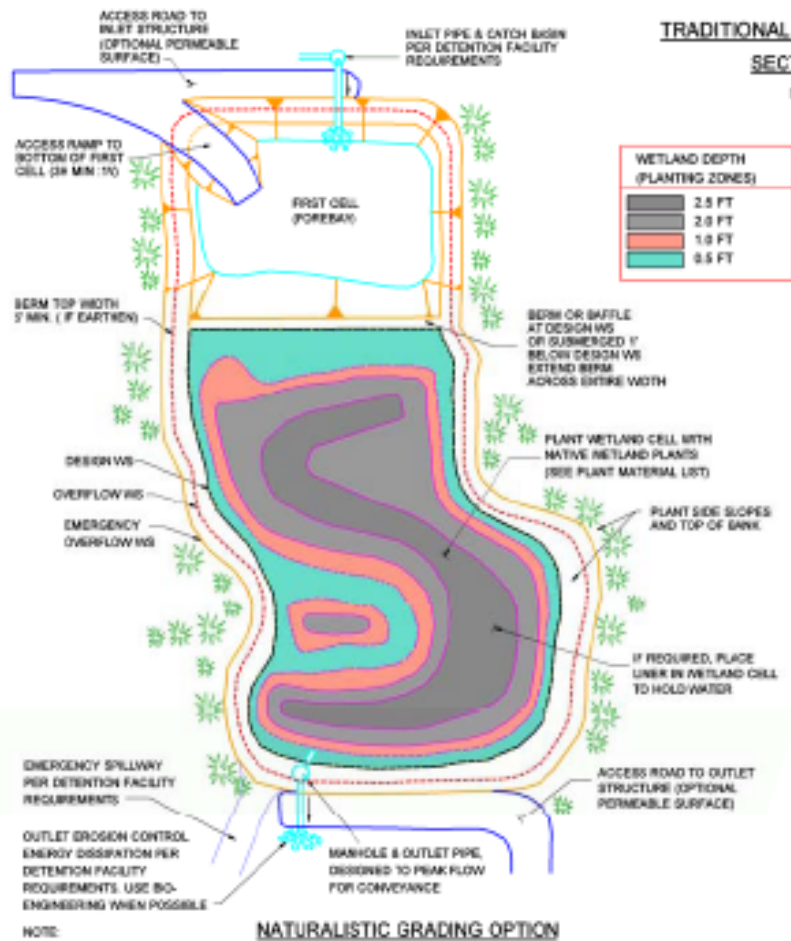 ACCESS ROAD TO
INLET STRUCTURE
(OPTIONAL PERMEABLE
SURFACE)
INLET PIPE & CATCH BASIN
PER DETENTION FACILITY
REQUIREMENTS
TRADITIONAL
SECT
ACCESS RAMP TO
BOTTOM OF FIRST
CELL (3H MIN :1V)
FIRST CELL
(FOREBAY)
WETLAND DEPTH
(PLANTING ZONES)
2.5 FT
2.0 FT
1.0 FT
0.5 FT
BERM TOP WIDTH
5' MIN. ( IF EARTHEN)
BERM OR BAFFLE
AT DESIGN WS
OR SUBMERGED 1'
BELOW DESIGN WS
EXTEND BERM
ACROSS ENTIRE WIDTH
PLANT WETLAND CELL WITH
NATIVE WETLAND PLANTS
(SEE PLANT MATERIAL LIST)
DESIGN WS
OVERFLOW WS
EMERGENCY
OVERFLOW WS
PLANT SIDE SLOPES
AND TOP OF BANK
IF REQUIRED, PLACE
LINER IN WETLAND CELL
TO HOLD WATER
EMERGENCY SPILLWAY
PER DETENTION FACILITY
REQUIREMENTS
ACCESS ROAD TO OUTLET
STRUCTURE (OPTIONAL
PERMEABLE SURFACE)
OUTLET EROSION CONTROL
ENERGY DISSIPATION PER
DETENTION FACILITY
REQUIREMENTS. USE BIO-
ENGINEERING WHEN POSSIBLE
MANHOLE & OUTLET PIPE,
DESIGNED TO PEAK FLOW
FOR CONVEYANCE
NOTE:
NATURALISTIC GRADING OPTION